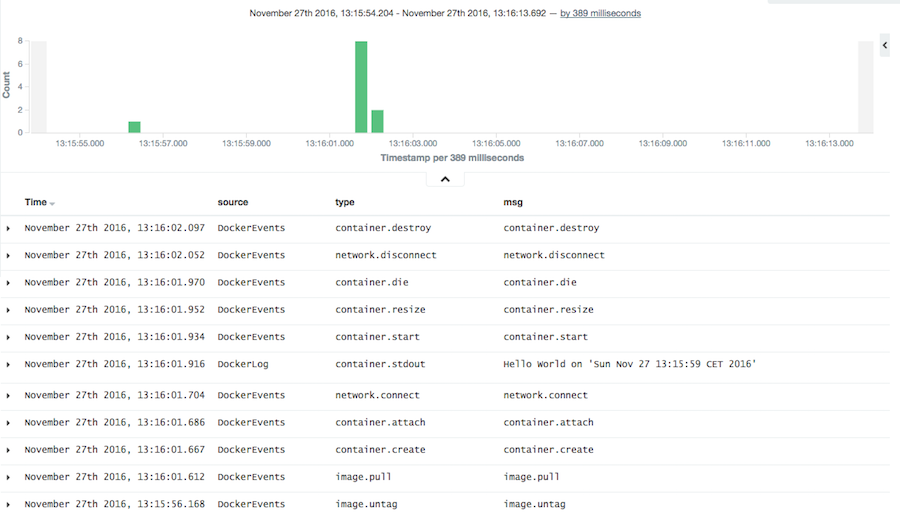 November 27th 2016, 13:15:54.204 - November 27th 2016, 13:16:13.692 — by 389 milliseconds
8
6
4
2
0
Count
13:15:55.000 13:15:57.000 13:15:59.000 13:16:01.000 13:16:03.000 13:16:05.000 13:16:07.000 13:16:09.000 13:16:11.000 13:16:13.000
Timestamp per 389 milliseconds
Time source type msg
November 27th 2016, 13:16:02.097 DockerEvents container.destroy container.destroy
November 27th 2016, 13:16:02.052 DockerEvents network.disconnect network.disconnect
November 27th 2016, 13:16:01.970 DockerEvents container.die container.die
November 27th 2016, 13:16:01.952 DockerEvents container.resize container.resize
November 27th 2016, 13:16:01.934 DockerEvents container.start container.start
November 27th 2016, 13:16:01.916 DockerLog container.stdout Hello World on 'Sun Nov 27 13:15:59 CET 2016'
November 27th 2016, 13:16:01.704 DockerEvents network.connect network.connect
November 27th 2016, 13:16:01.686 DockerEvents container.attach container.attach
November 27th 2016, 13:16:01.667 DockerEvents container.create container.create
November 27th 2016, 13:16:01.612 DockerEvents image.pull image.pull
November 27th 2016, 13:15:56.168 DockerEvents image.untag image.untag